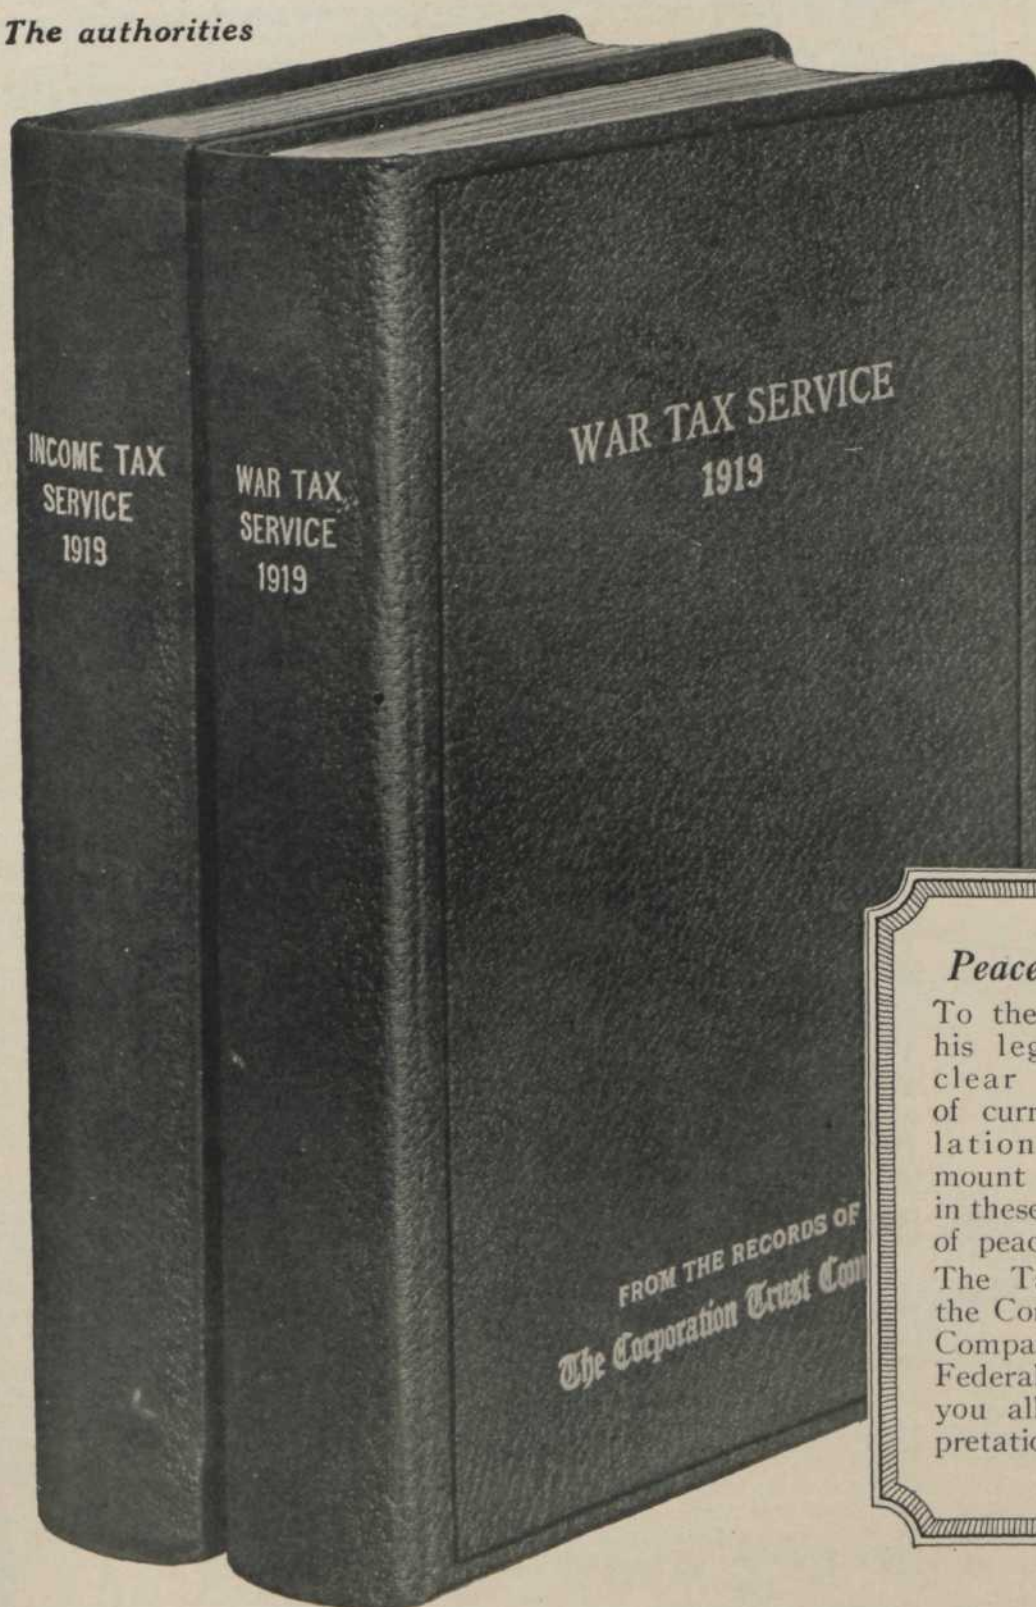 The authorities
INCOME TAX
SERVICE
1919
WAR TAX
SERVICE
1919
WAR TAX SERVICE
1919
FROM THE RECORDS OF
The Corporation Trust Com
Peace
To the
his leg
clear
of curr
lation
mount
in these
of peac
The T
the Co
Compa
Federal
you all
pretatio